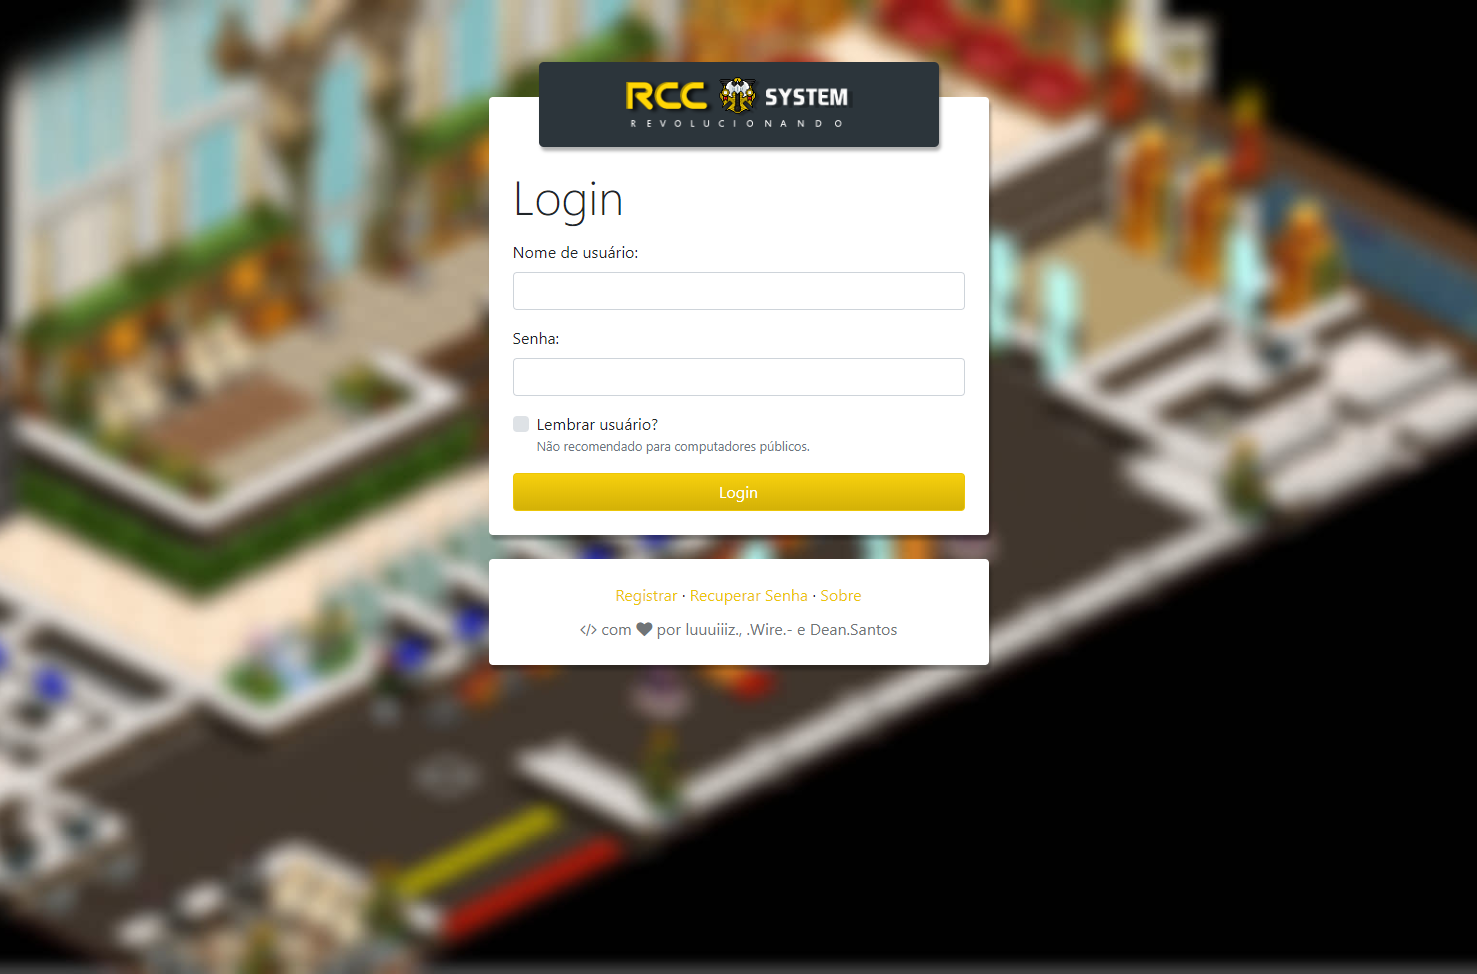 RCC SYSTEM
REVOLUCIONANDO
Login
Nome de usuário:
Senha:
Lembrar usuário?
Não recomendado para computadores públicos.
Login
Registrar · Recuperar Senha · Sobre
</> com ♥ por luuuiiiz., .Wire.- e Dean.Santos